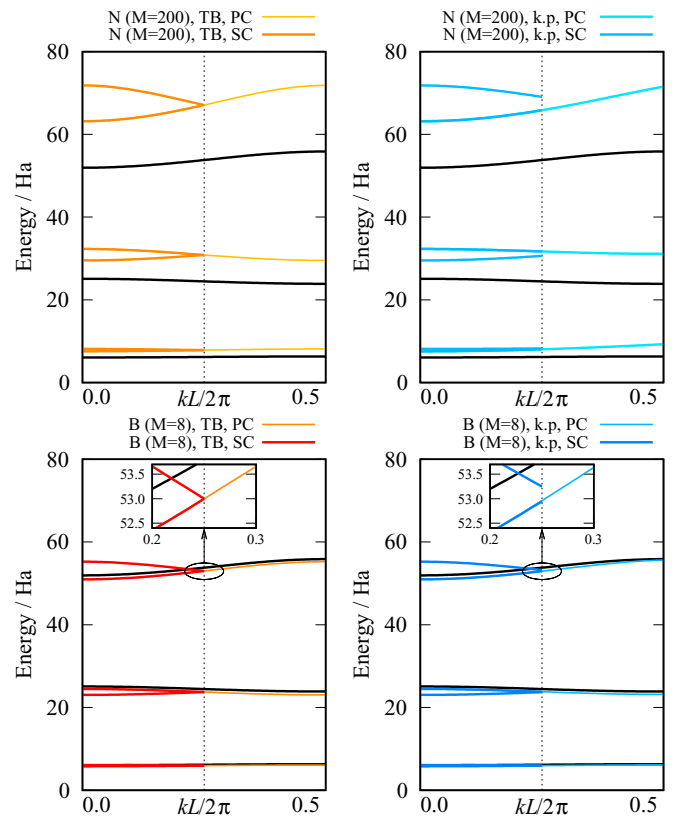 N (M=200), TB, PC
N (M=200), TB, SC
N (M=200), k.p, PC
N (M=200), k.p, SC
Energy / Ha
80
60
40
20
0
0.0
kL/2π
0.5
Energy / Ha
80
60
40
20
0
0.0
kL/2π
0.5
B (M=8), TB, PC
B (M=8), TB, SC
B (M=8), k.p, PC
B (M=8), k.p, SC
Energy / Ha
80
60
40
20
0
53.5
53.0
52.5
0.2
0.3
0.0
kL/2π
0.5
Energy / Ha
80
60
40
20
0
53.5
53.0
52.5
0.2
0.3
0.0
kL/2π
0.5